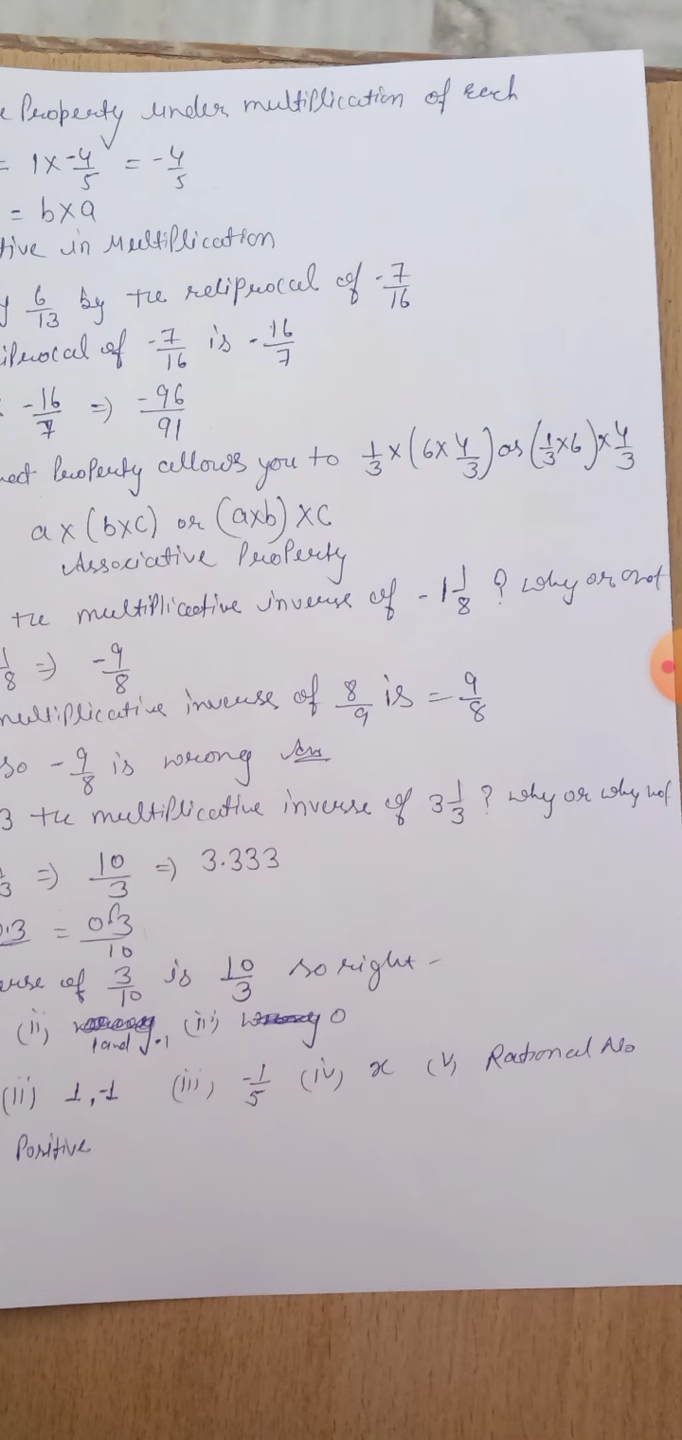 e Property under multiplication of Each
= 1 × -4/5 = -4/5
= b×a
tive in Multiplication
y 6/13 by the reciprocal of -7/16
iprocal of -7/16 is -16/7
× -16/7 => -96/91
hat Property allows you to 1/3×(6×4/3) as (1/3×6)×4/3
a × (b×c) or (a×b) × c
Associative Property
the multiplicative inverse of -1 1/8 ? why or not
1/8 => -9/8
multiplicative inverse of 8/9 is = 9/8
so -9/8 is wrong Ans
3 the multiplicative inverse of 3 1/3 ? why or why not
1/3 => 10/3 => 3.333
0.3 = 03/10
erse of 3/10 is 10/3 so right -
(ii) 1 and -1 (iii) 0
(ii) 1,-1 (iii) -1/5 (iv) x (v) Rational No
Positive